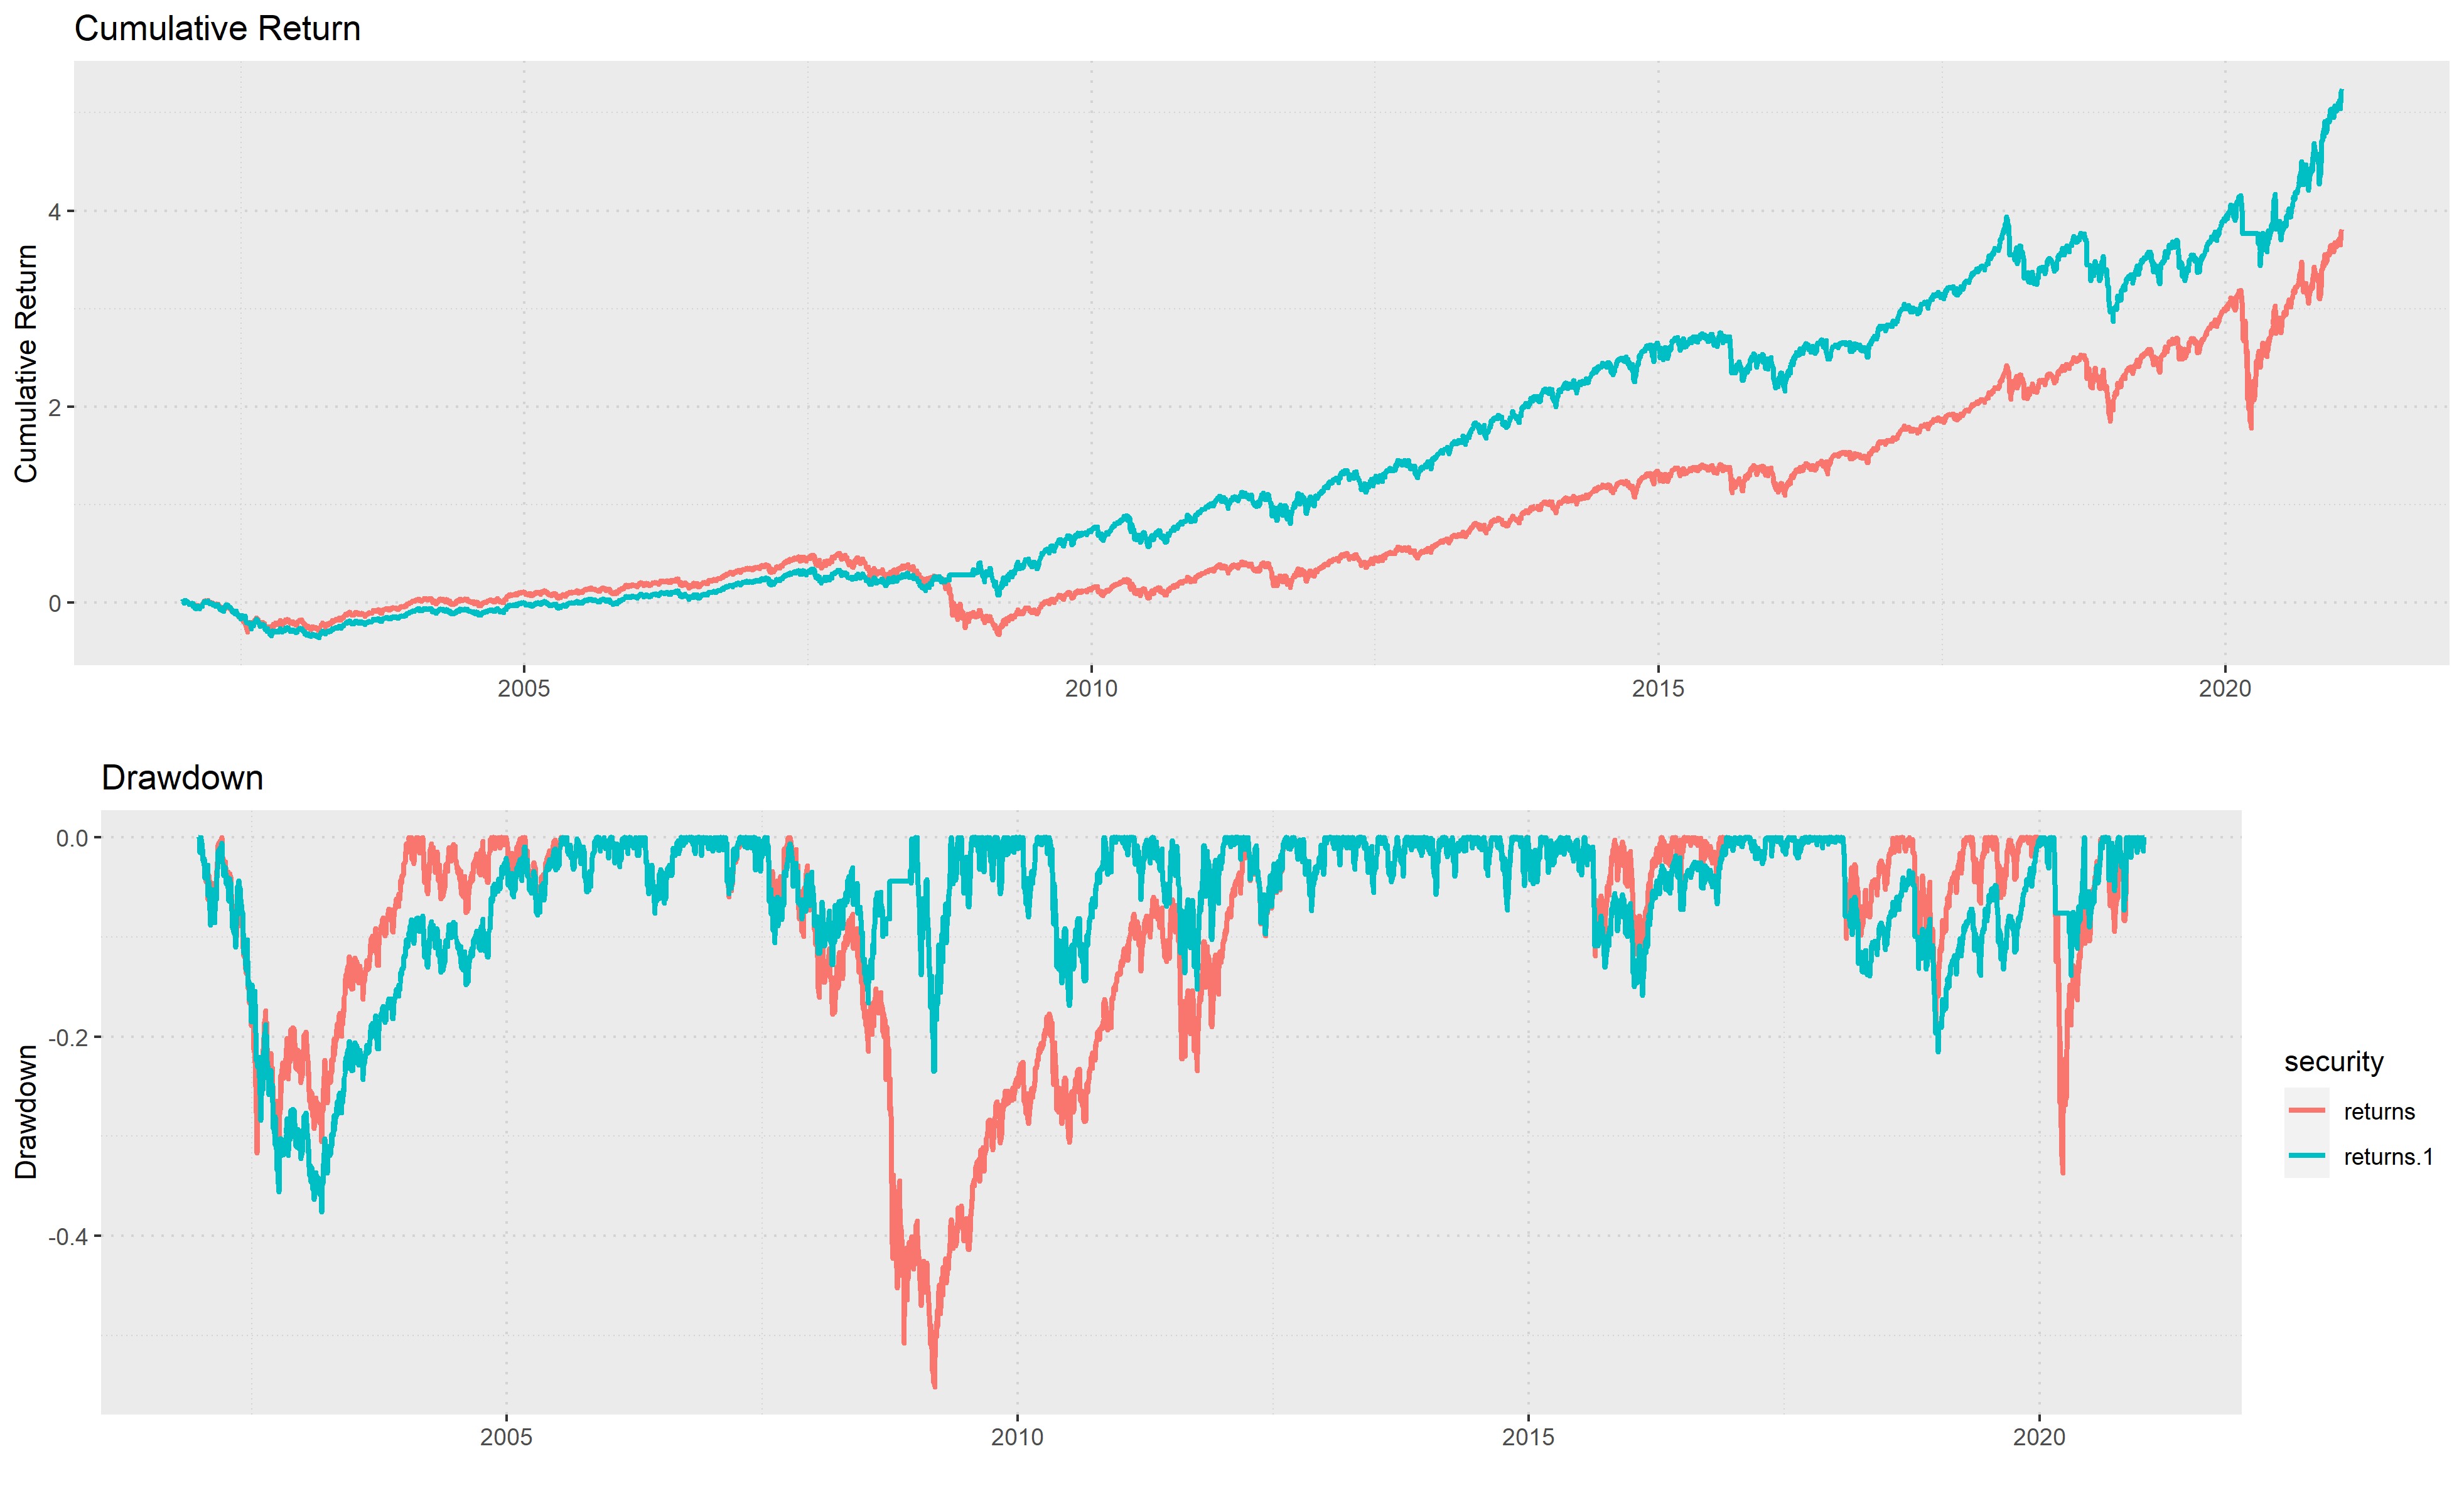 Cumulative Return
Cumulative Return
4
2
0
2005 2010 2015 2020
Drawdown
Drawdown
0.0
-0.2
-0.4
2005 2010 2015 2020
security
returns
returns.1